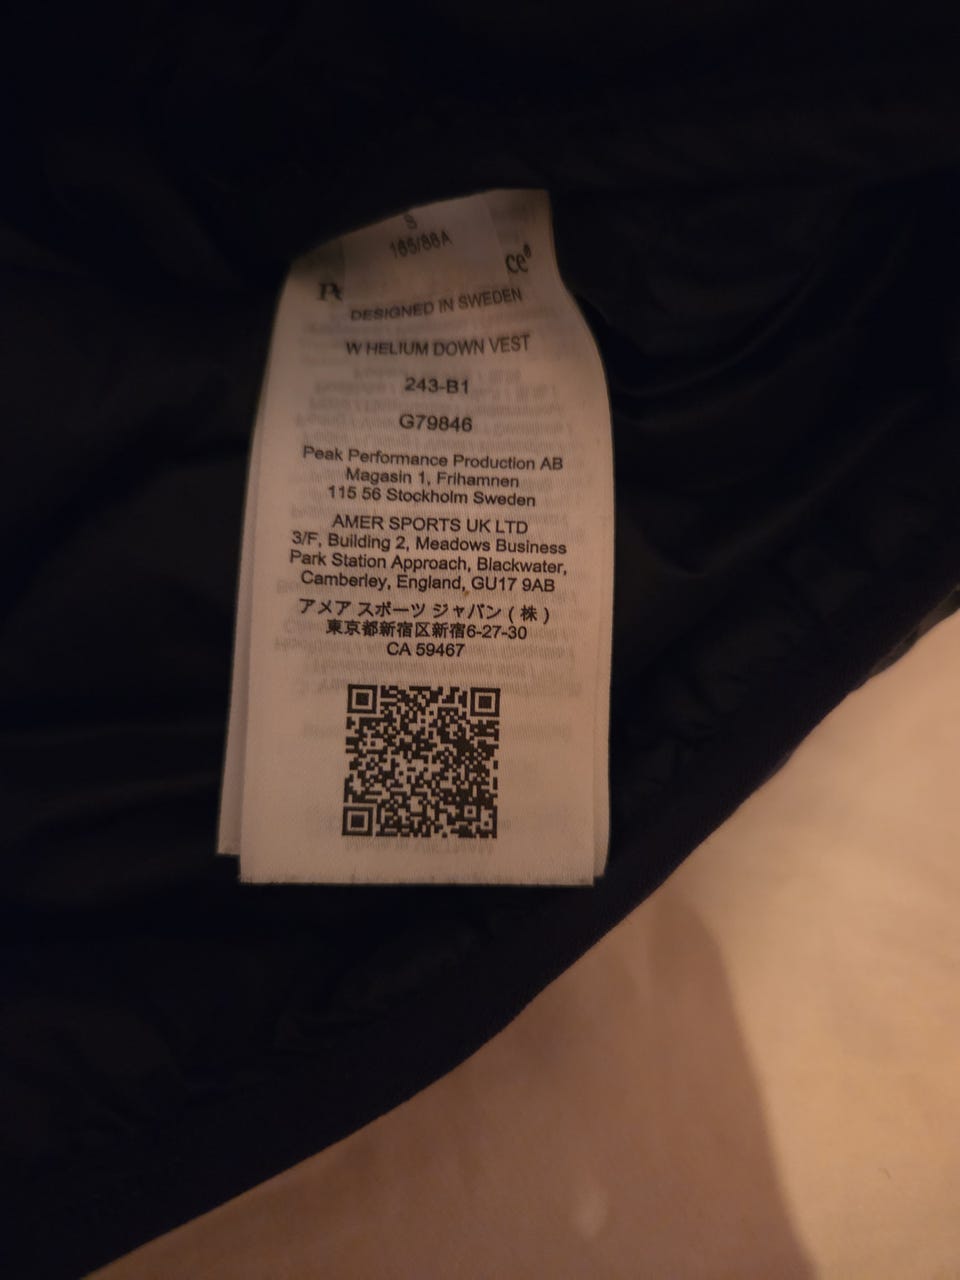 S
165/88A
DESIGNED IN SWEDEN
W HELIUM DOWN VEST
243-B1
G79846
Peak Performance Production AB
Magasin 1, Frihamnen
115 56 Stockholm Sweden
AMER SPORTS UK LTD
3/F, Building 2, Meadows Business
Park Station Approach, Blackwater,
Camberley, England, GU17 9AB
アメア スポーツ ジャパン ( 株 )
東京都新宿区新宿6-27-30
CA 59467